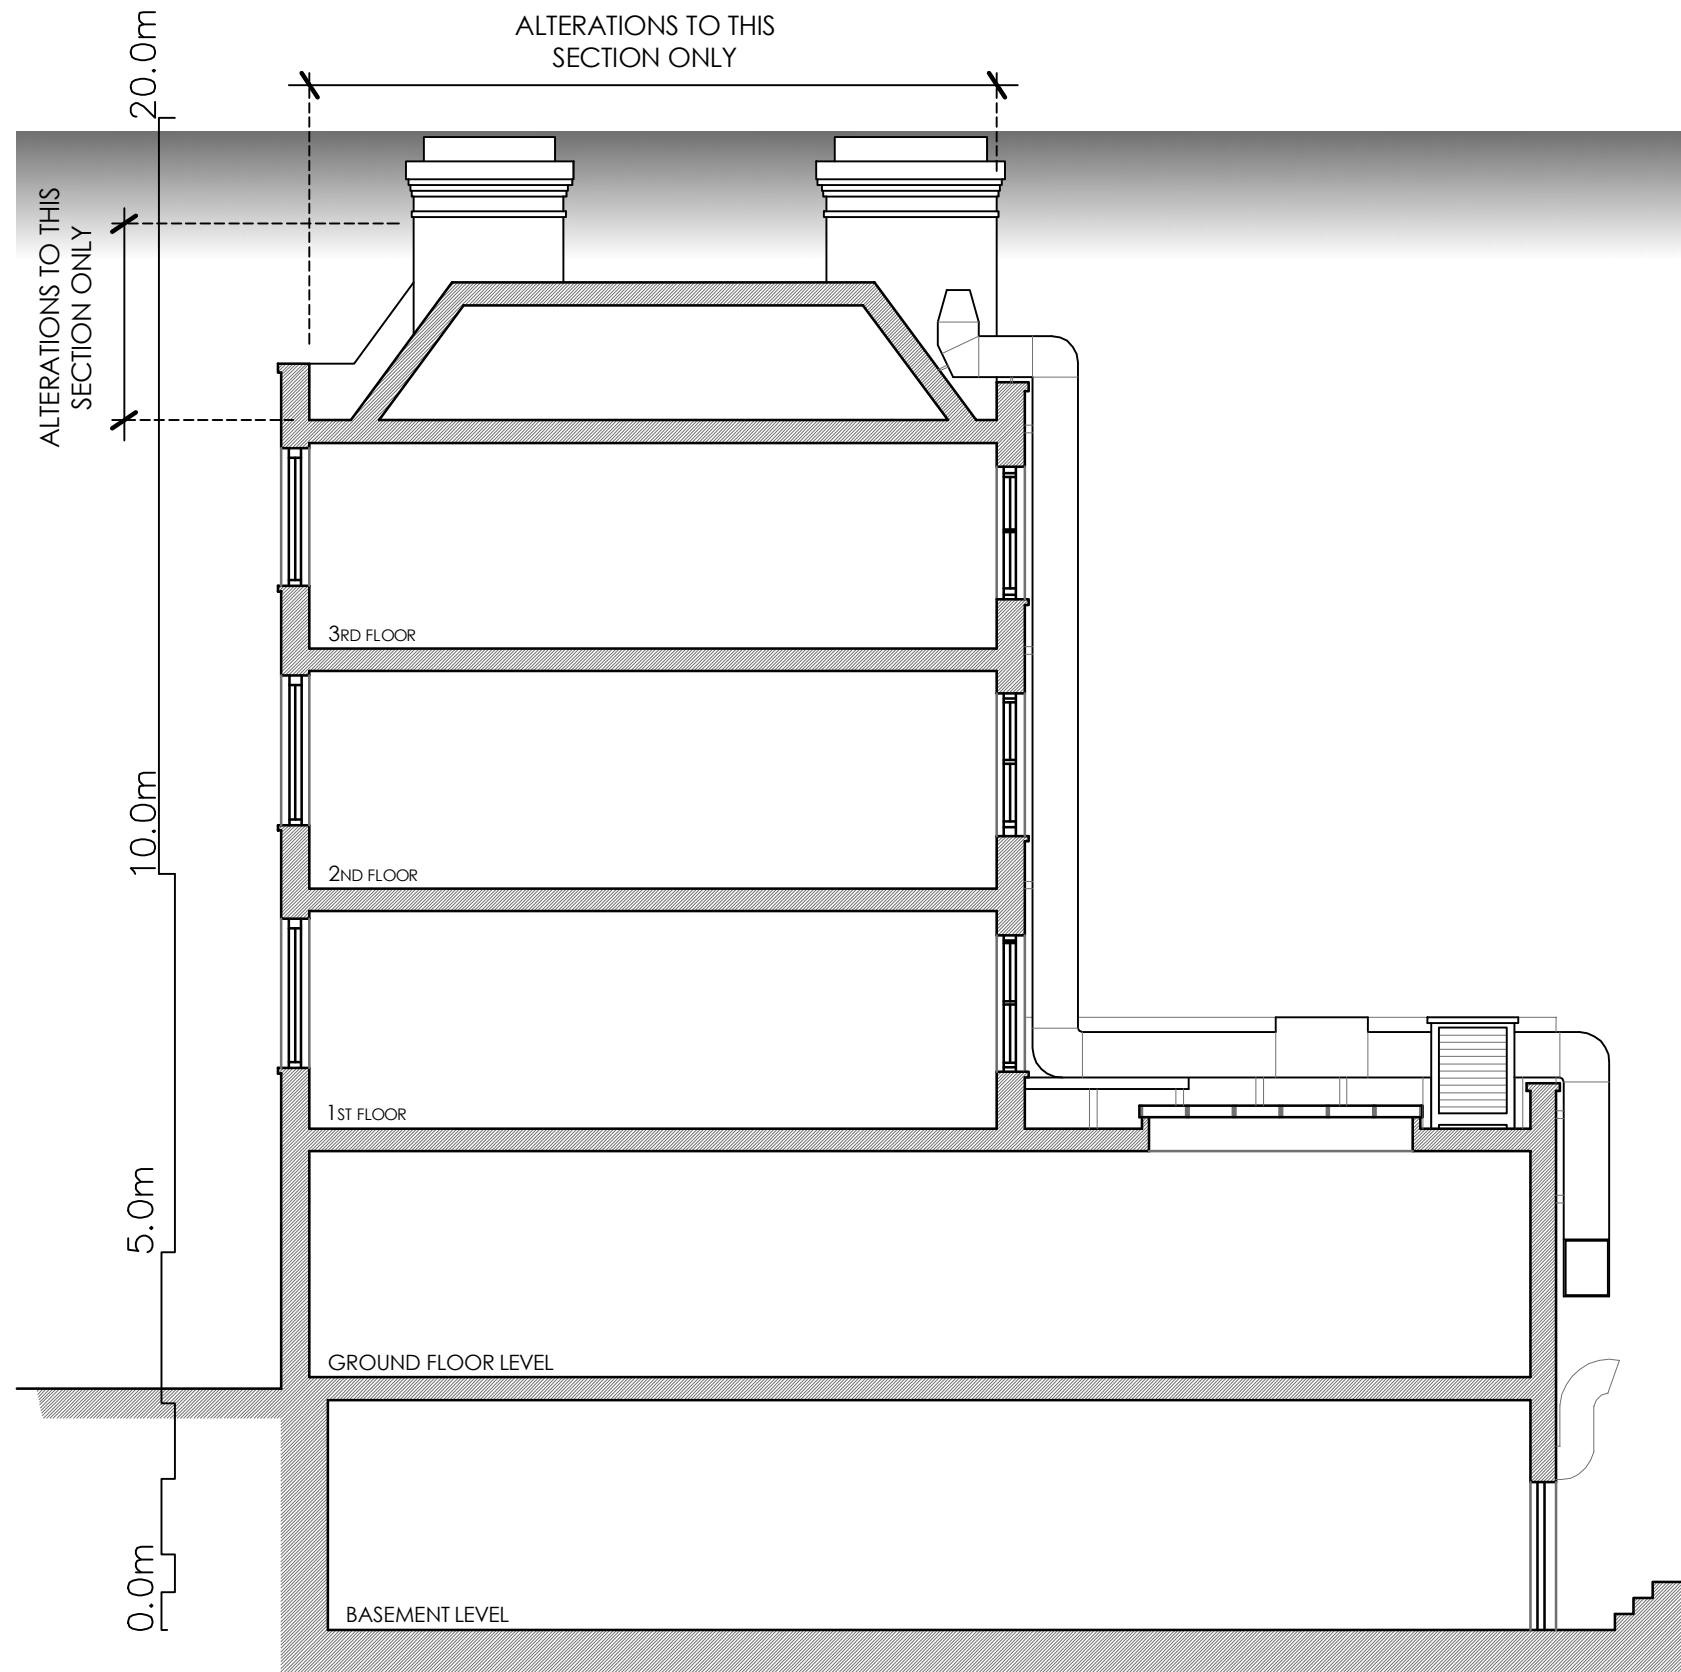 ALTERATIONS TO THIS
SECTION ONLY
20.0m
ALTERATIONS TO THIS
SECTION ONLY
3RD FLOOR
10.0m
2ND FLOOR
1ST FLOOR
5.0m
GROUND FLOOR LEVEL
0.0m
BASEMENT LEVEL